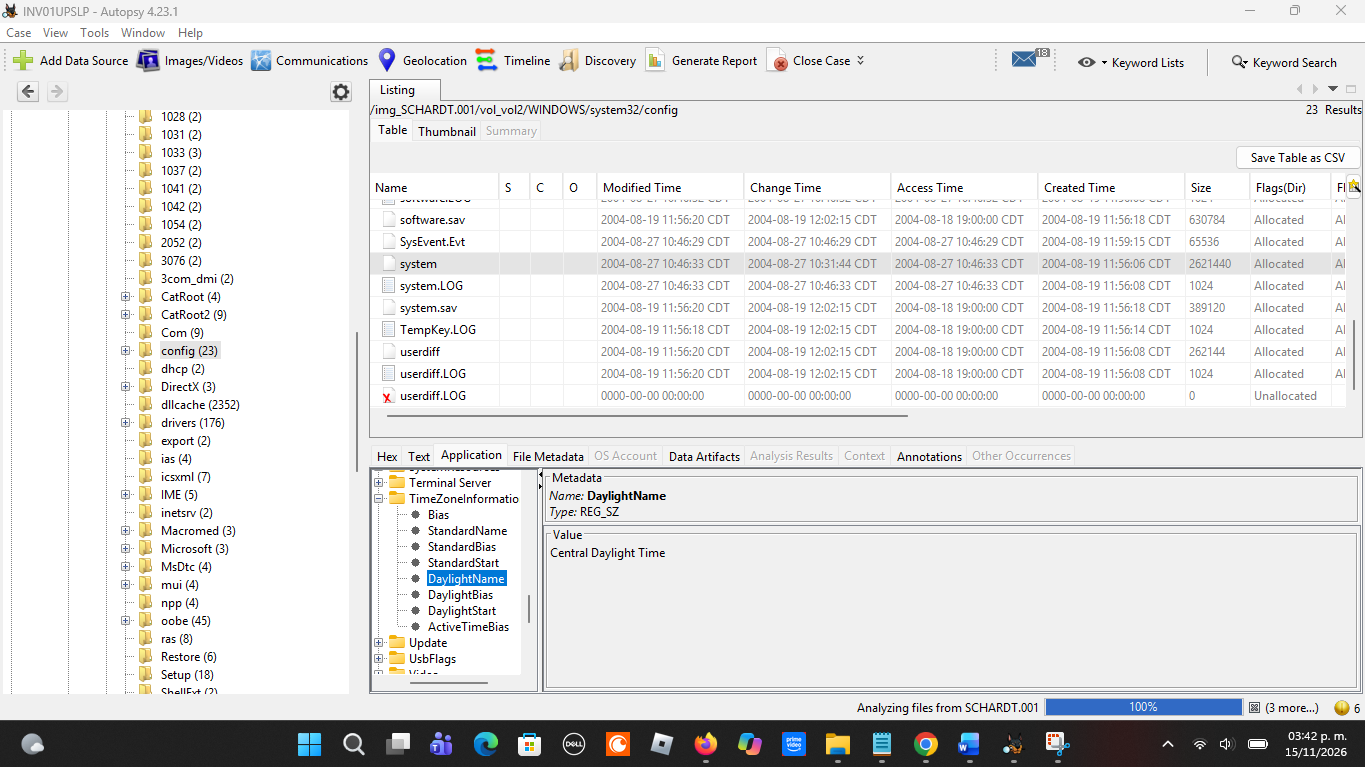 INV01UPSLP - Autopsy 4.23.1
Case View Tools Window Help
Add Data Source Images/Videos Communications Geolocation Timeline Discovery Generate Report Close Case 18 Keyword Lists Keyword Search
1028 (2)
1031 (2)
1033 (3)
1037 (2)
1041 (2)
1042 (2)
1054 (2)
2052 (2)
3076 (2)
3com_dmi (2)
CatRoot (4)
CatRoot2 (9)
Com (9)
config (23)
dhcp (2)
DirectX (3)
dllcache (2352)
drivers (176)
export (2)
ias (4)
icsxml (7)
IME (5)
inetsrv (2)
Macromed (3)
Microsoft (3)
MsDtc (4)
mui (4)
npp (4)
oobe (45)
ras (8)
Restore (6)
Setup (18)
ShellExt (2)
Listing
/img_SCHARDT.001/vol_vol2/WINDOWS/system32/config 23 Results
Table Thumbnail Summary
Save Table as CSV
Name S C O Modified Time Change Time Access Time Created Time Size Flags(Dir) Fl
software.sav 2004-08-19 11:56:20 CDT 2004-08-19 12:02:15 CDT 2004-08-18 19:00:00 CDT 2004-08-19 11:56:18 CDT 630784 Allocated Al
SysEvent.Evt 2004-08-27 10:46:29 CDT 2004-08-27 10:46:29 CDT 2004-08-27 10:46:29 CDT 2004-08-19 11:59:15 CDT 65536 Allocated Al
system 2004-08-27 10:46:33 CDT 2004-08-27 10:31:44 CDT 2004-08-27 10:46:33 CDT 2004-08-19 11:56:06 CDT 2621440 Allocated Al
system.LOG 2004-08-27 10:46:33 CDT 2004-08-27 10:46:33 CDT 2004-08-27 10:46:33 CDT 2004-08-19 11:56:08 CDT 1024 Allocated Al
system.sav 2004-08-19 11:56:20 CDT 2004-08-19 12:02:15 CDT 2004-08-18 19:00:00 CDT 2004-08-19 11:56:18 CDT 389120 Allocated Al
TempKey.LOG 2004-08-19 11:56:18 CDT 2004-08-19 12:02:15 CDT 2004-08-18 19:00:00 CDT 2004-08-19 11:56:14 CDT 1024 Allocated Al
userdiff 2004-08-19 11:56:20 CDT 2004-08-19 12:02:15 CDT 2004-08-18 19:00:00 CDT 2004-08-19 11:56:08 CDT 262144 Allocated Al
userdiff.LOG 2004-08-19 11:56:20 CDT 2004-08-19 12:02:15 CDT 2004-08-18 19:00:00 CDT 2004-08-19 11:56:08 CDT 1024 Allocated Al
userdiff.LOG 0000-00-00 00:00:00 0000-00-00 00:00:00 0000-00-00 00:00:00 0000-00-00 00:00:00 0 Unallocated
Hex Text Application File Metadata OS Account Data Artifacts Analysis Results Context Annotations Other Occurrences
Terminal Server
TimeZoneInformatio
Bias
StandardName
StandardBias
StandardStart
DaylightName
DaylightBias
DaylightStart
ActiveTimeBias
Update
UsbFlags
Metadata
Name: DaylightName
Type: REG_SZ
Value
Central Daylight Time
Analyzing files from SCHARDT.001 100% (3 more...) 6
DELL
prime video
03:42 p. m.
15/11/2026